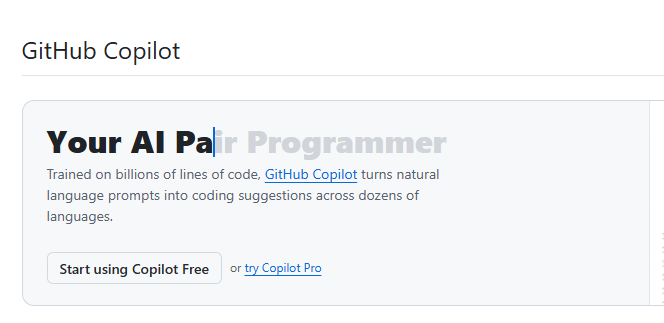 GitHub Copilot
Your AI Pair Programmer
Trained on billions of lines of code, GitHub Copilot turns natural
language prompts into coding suggestions across dozens of
languages.
Start using Copilot Free or try Copilot Pro